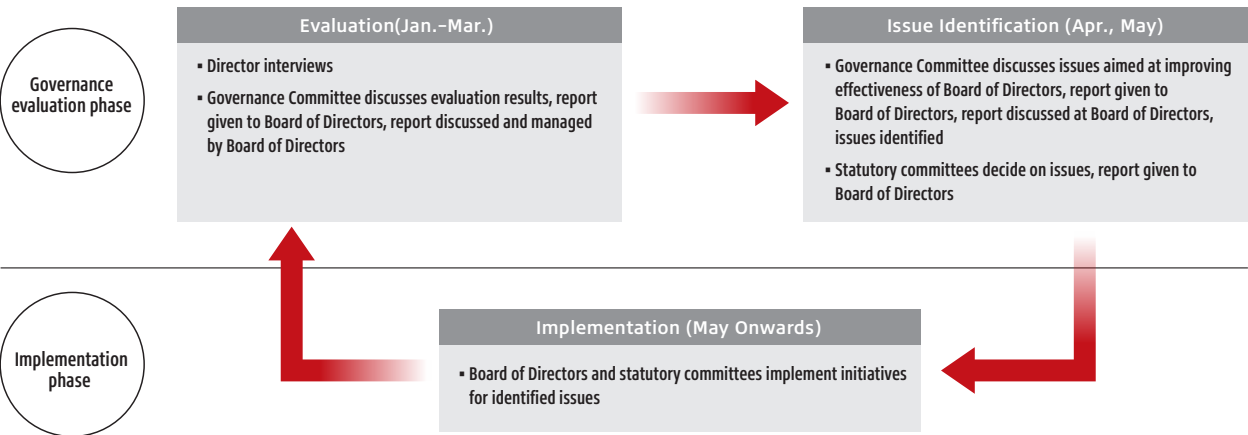 Governance
evaluation phase
Evaluation(Jan.–Mar.)
▪ Director interviews
▪ Governance Committee discusses evaluation results, report
given to Board of Directors, report discussed and managed
by Board of Directors
Issue Identification (Apr., May)
▪ Governance Committee discusses issues aimed at improving
effectiveness of Board of Directors, report given to
Board of Directors, report discussed at Board of Directors,
issues identified
▪ Statutory committees decide on issues, report given to
Board of Directors
Implementation
phase
Implementation (May Onwards)
▪ Board of Directors and statutory committees implement initiatives
for identified issues